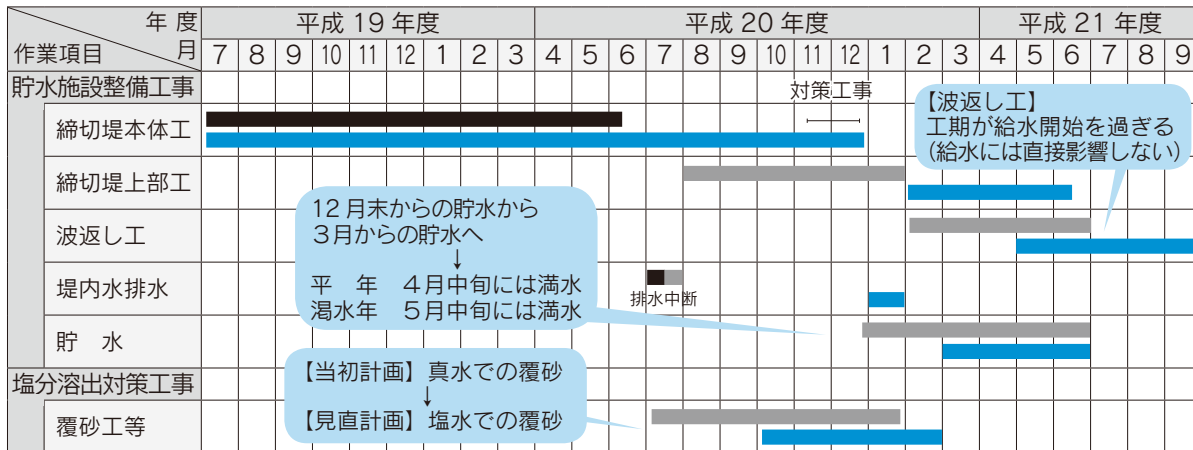 年 度
平成 19 年度
平成 20 年度
平成 21 年度
作業項目
月
7 8 9 10 11 12 1 2 3 4 5 6 7 8 9 10 11 12 1 2 3 4 5 6 7 8 9
貯水施設整備工事
対策工事
締切堤本体工
【波返し工】
工期が給水開始を過ぎる
(給水には直接影響しない)
締切堤上部工
波返し工
12 月末からの貯水から
3月からの貯水へ
↓
平 年 4月中旬には満水
渇水年 5月中旬には満水
堤内水排水
排水中断
貯 水
塩分溶出対策工事
【当初計画】真水での覆砂
↓
【見直計画】塩水での覆砂
覆砂工等